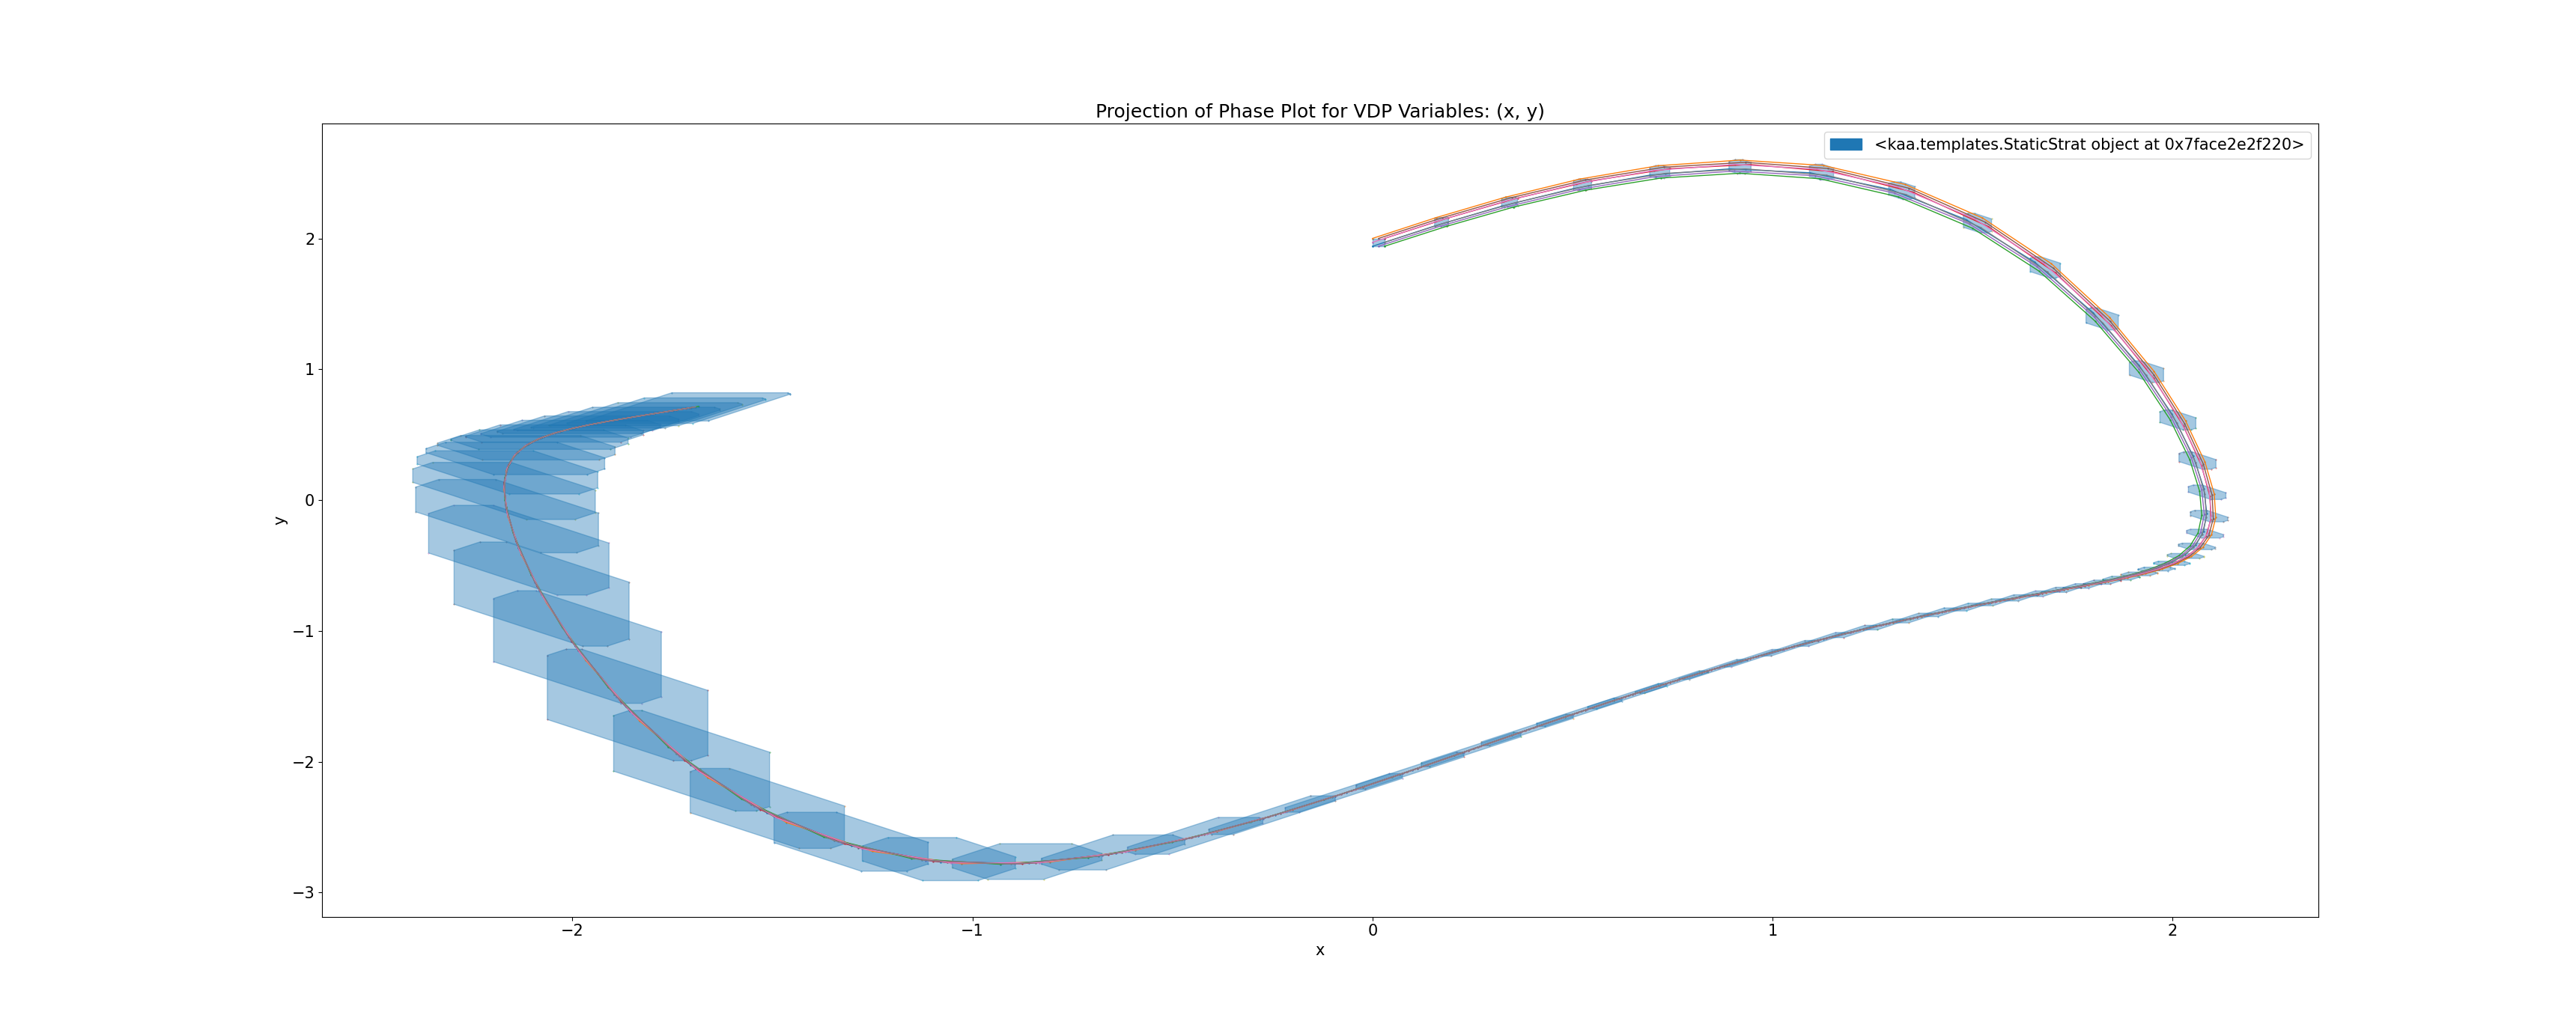 Projection of Phase Plot for VDP Variables: (x, y)
<kaa.templates.StaticStrat object at 0x7face2e2f220>
2
1
0
−1
−2
−3
y
−2 −1 0 1 2
x